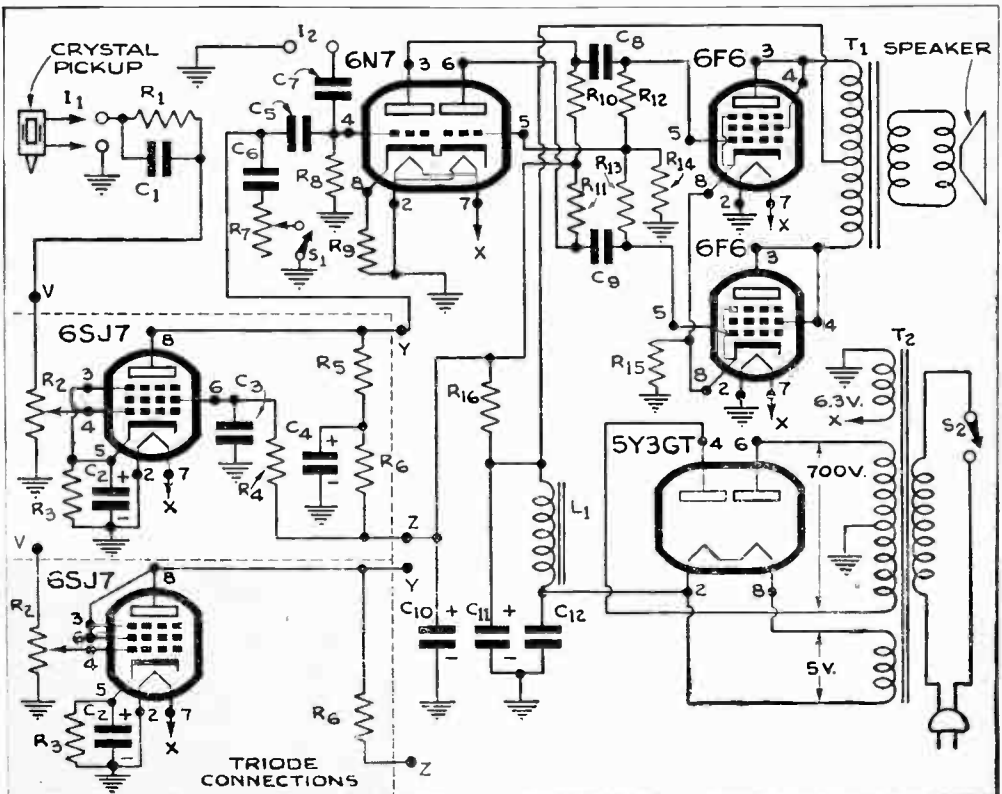 CRYSTAL
PICKUP
I1
R1
C1
I2
C7
C5
C6
R7
S1
R8
R9
6N7
3 6
4
5
8
2
7
X
C8
R10
R12
R13
R11
R14
C9
6F6
3
4
5
8
2
7
X
6F6
3
5
4
8
2
7
X
R15
T1
SPEAKER
V
6SJ7
8
Y
R2
3
4
5
6
C2
+
-
2
7
X
R3
C3
R4
C4
+
R5
R6
Z
R16
L1
C10
+
-
C11
+
-
C12
5Y3GT
4
6
2
8
700V.
5V.
6.3V.
X
T2
S2
V
6SJ7
8
Y
R2
3
6
4
5
C2
+
-
2
7
X
R3
R6
Z
TRIODE
CONNECTIONS